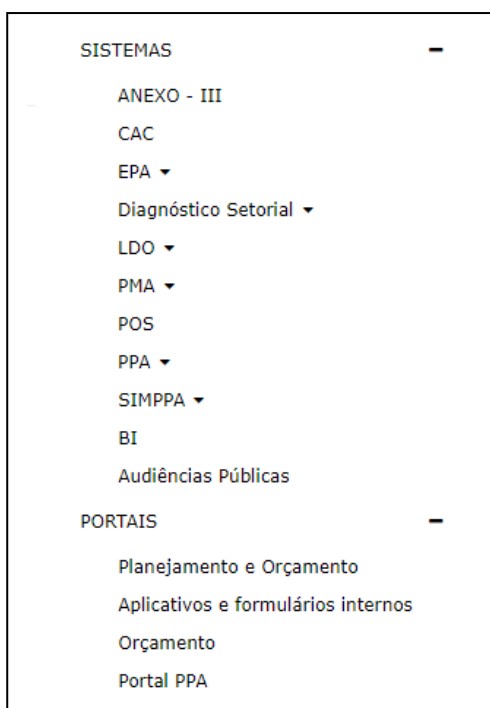 SISTEMAS
ANEXO - III
CAC
EPA
Diagnóstico Setorial
LDO
PMA
POS
PPA
SIMPPA
BI
Audiências Públicas
PORTAIS
Planejamento e Orçamento
Aplicativos e formulários internos
Orçamento
Portal PPA